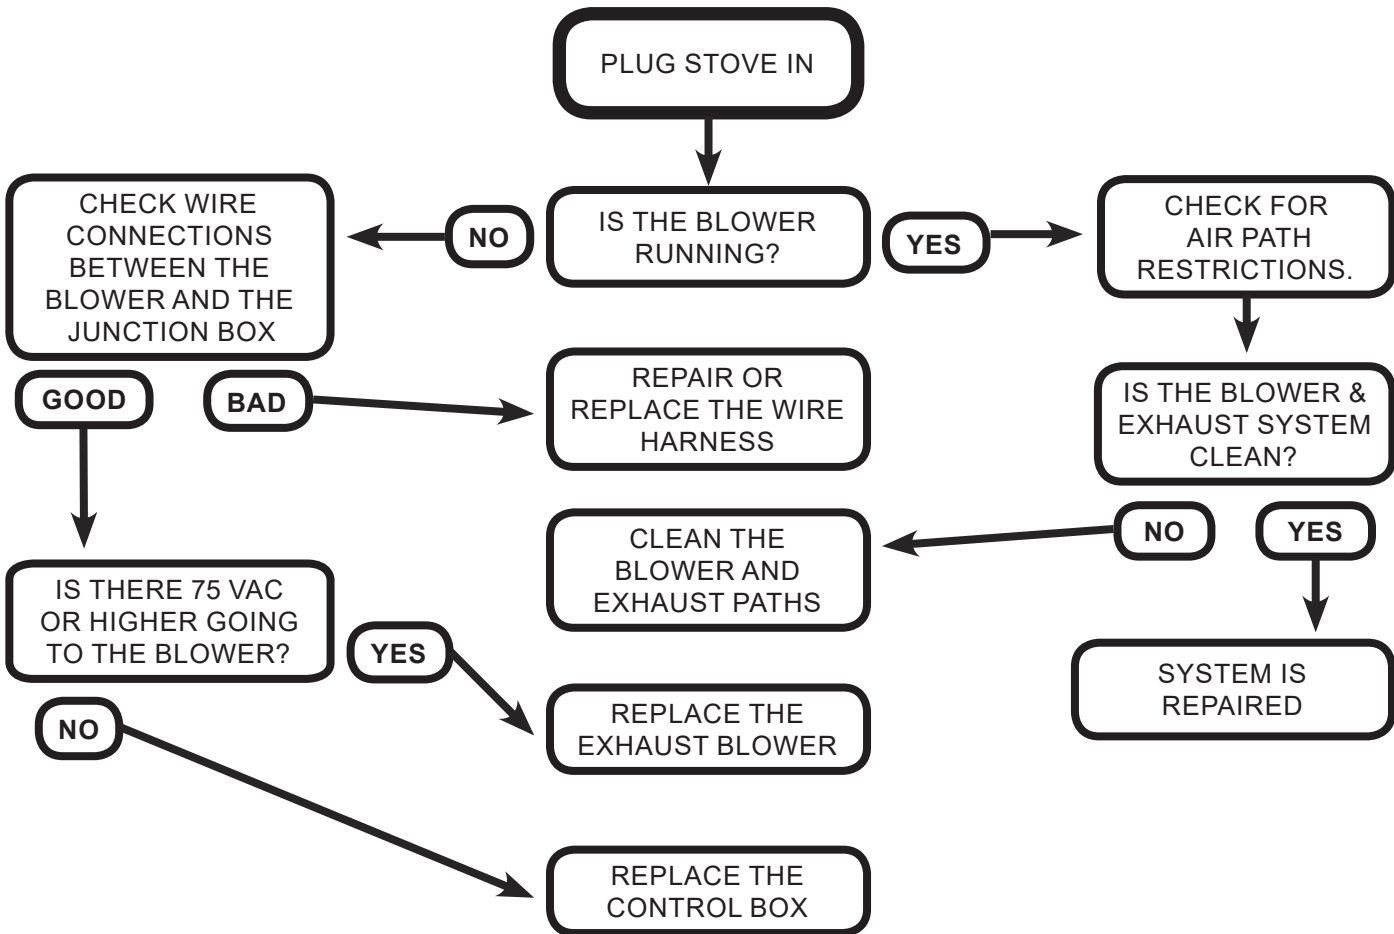 PLUG STOVE IN
IS THE BLOWER
RUNNING?
NO
YES
CHECK WIRE
CONNECTIONS
BETWEEN THE
BLOWER AND THE
JUNCTION BOX
CHECK FOR
AIR PATH
RESTRICTIONS.
GOOD
BAD
REPAIR OR
REPLACE THE WIRE
HARNESS
IS THE BLOWER &
EXHAUST SYSTEM
CLEAN?
NO
YES
CLEAN THE
BLOWER AND
EXHAUST PATHS
IS THERE 75 VAC
OR HIGHER GOING
TO THE BLOWER?
YES
NO
REPLACE THE
EXHAUST BLOWER
SYSTEM IS
REPAIRED
REPLACE THE
CONTROL BOX